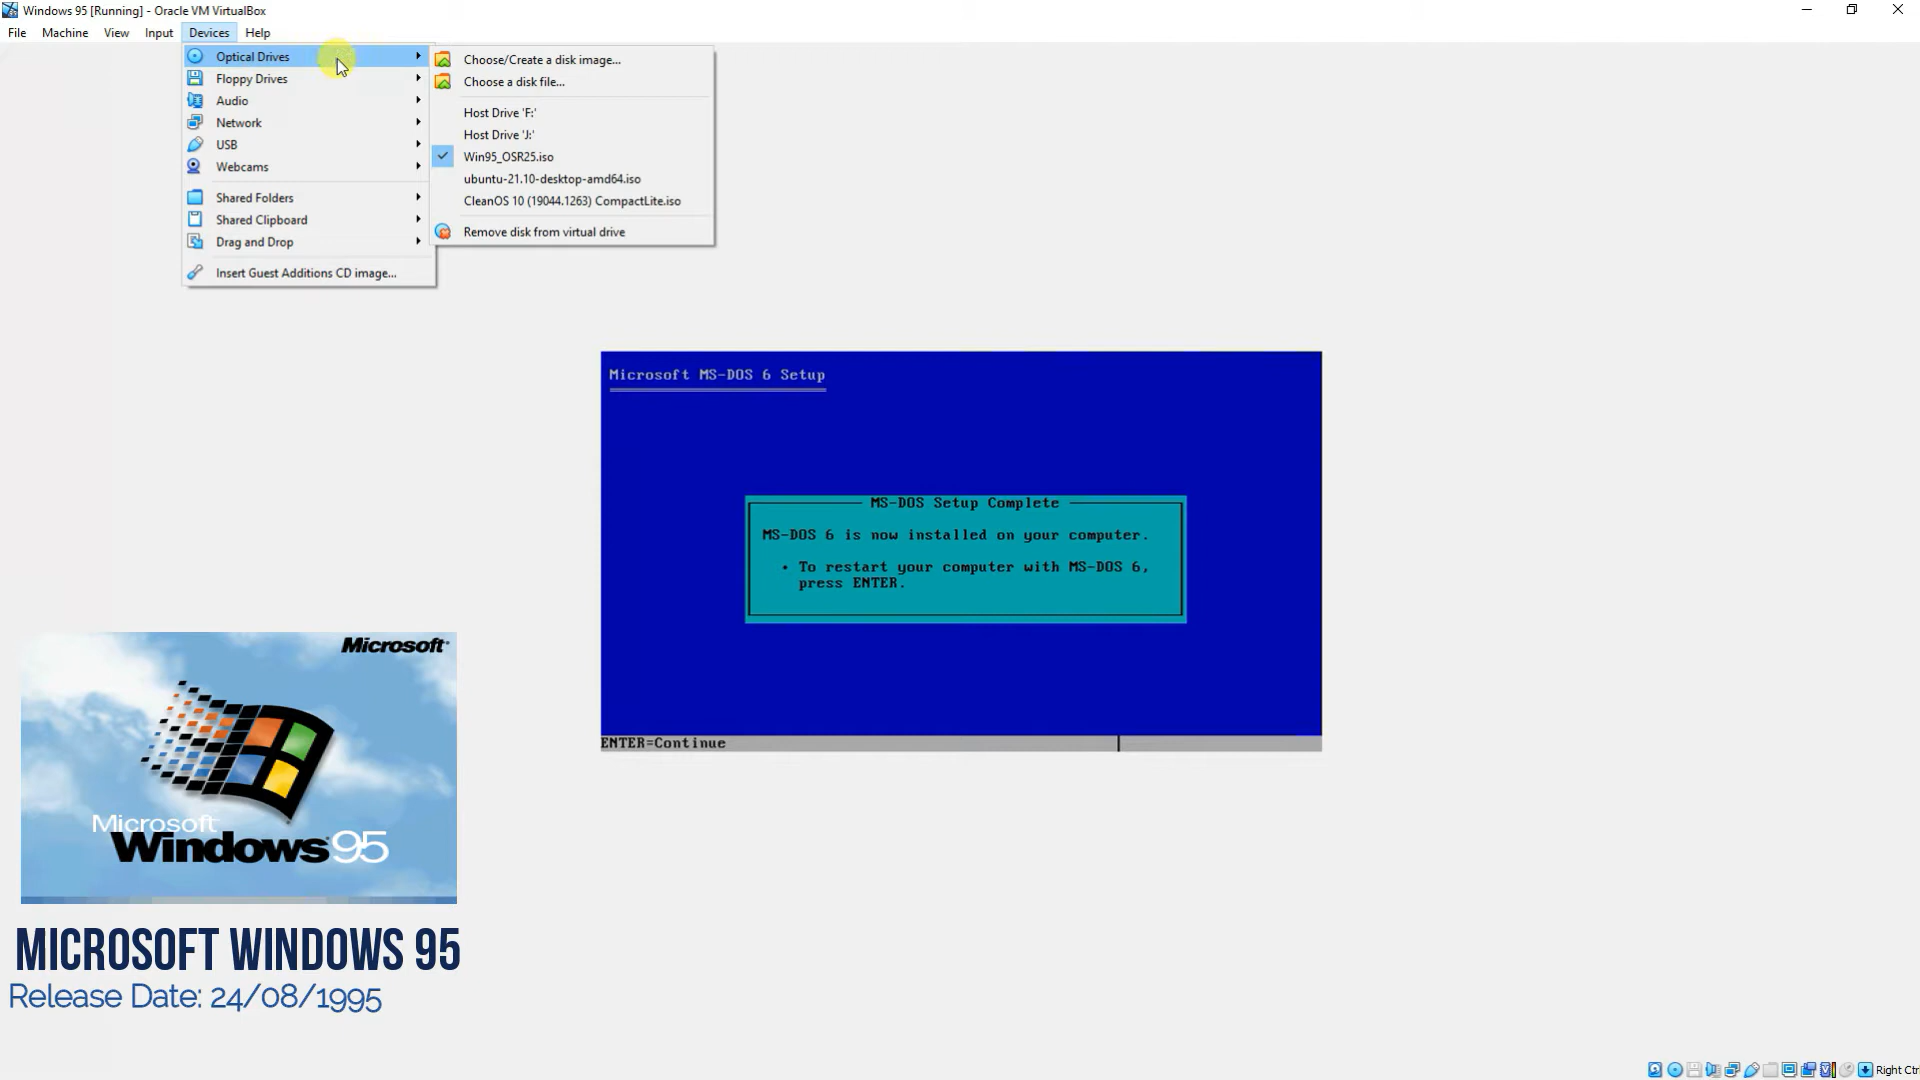 Windows 95 [Running] - Oracle VM VirtualBox
File Machine View Input Devices Help
Optical Drives
Floppy Drives
Audio
Network
USB
Webcams
Shared Folders
Shared Clipboard
Drag and Drop
Insert Guest Additions CD image...
Choose/Create a disk image...
Choose a disk file...
Host Drive 'F:'
Host Drive 'J:'
Win95_OSR25.iso
ubuntu-21.10-desktop-amd64.iso
CleanOS 10 (19044.1263) CompactLite.iso
Remove disk from virtual drive
Microsoft MS-DOS 6 Setup
MS-DOS Setup Complete
MS-DOS 6 is now installed on your computer.
• To restart your computer with MS-DOS 6,
press ENTER.
ENTER=Continue
Microsoft
Microsoft
Windows 95
MICROSOFT WINDOWS 95
Release Date: 24/08/1995
Right Ctrl